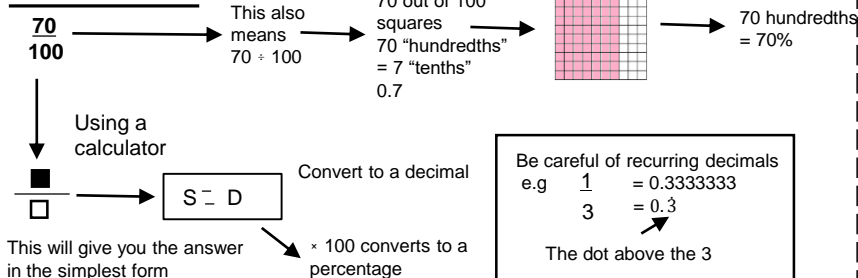 70
100
This also
means
70 ÷ 100
70 out of 100
squares
70 “hundredths”
= 7 “tenths”
0.7
70 hundredths
= 70%
Using a
calculator
S – D
Convert to a decimal
This will give you the answer
in the simplest form
× 100 converts to a
percentage
Be careful of recurring decimals
e.g 1 = 0.3333333
3 = 0.3̇
The dot above the 3